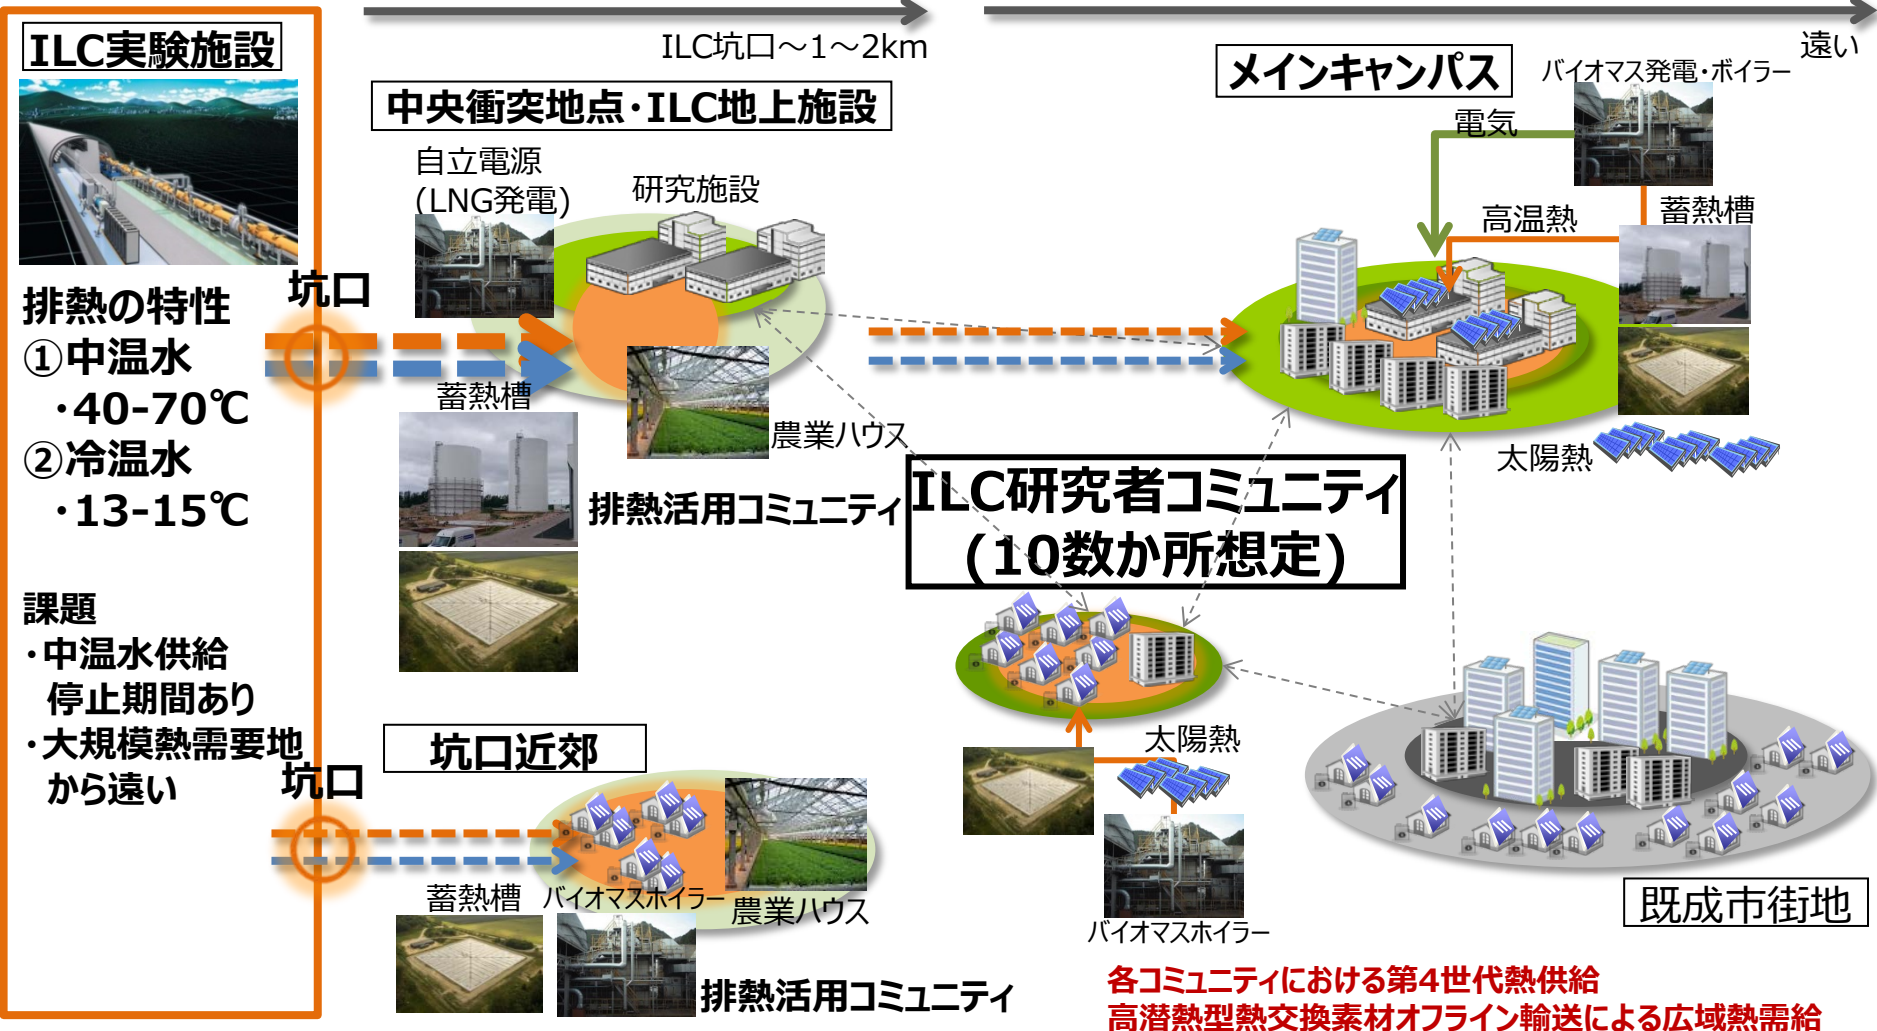 ILC実験施設
排熱の特性
①中温水
・40-70℃
②冷温水
・13-15℃
課題
・中温水供給
停止期間あり
・大規模熱需要地
から遠い
坑口
坑口
ILC坑口～1～2km
遠い
中央衝突地点・ILC地上施設
自立電源
(LNG発電)
研究施設
蓄熱槽
農業ハウス
排熱活用コミュニティ
坑口近郊
蓄熱槽
バイオマスボイラー
農業ハウス
排熱活用コミュニティ
メインキャンパス
バイオマス発電・ボイラー
電気
高温熱
蓄熱槽
太陽熱
ILC研究者コミュニティ
(10数か所想定)
太陽熱
バイオマスボイラー
既成市街地
各コミュニティにおける第4世代熱供給
高潜熱型熱交換素材オフライン輸送による広域熱需給